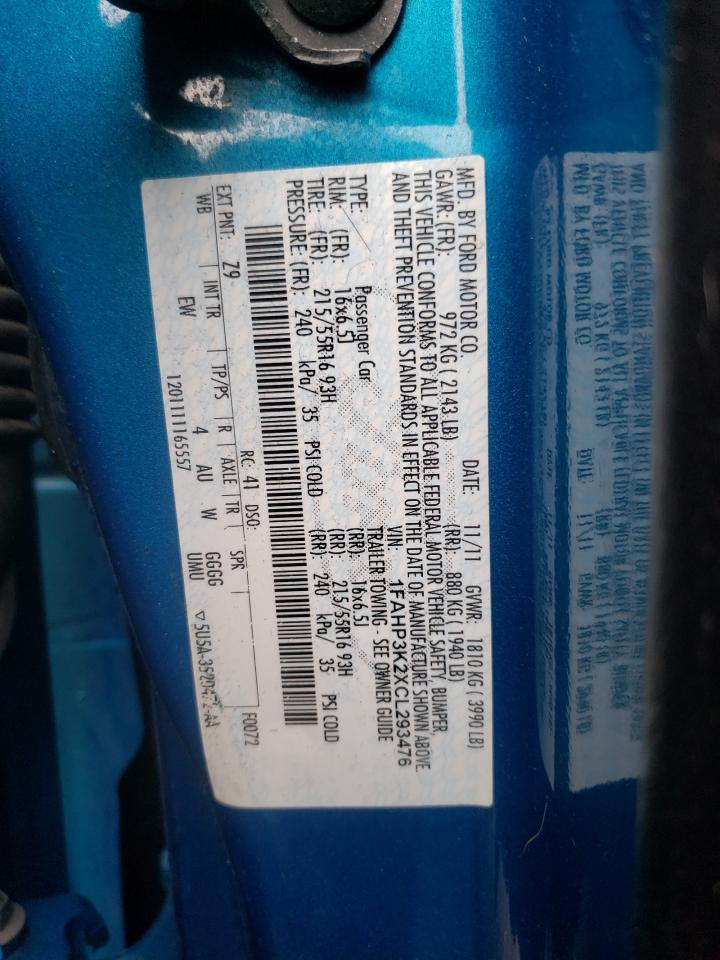 MFD. BY FORD MOTOR CO. DATE: 11/11 GVWR: 1810 KG ( 3990 LB)
GAWR: (FR): 972 KG ( 2143 LB) (RR): 880 KG ( 1940 LB)
THIS VEHICLE CONFORMS TO ALL APPLICABLE FEDERAL MOTOR VEHICLE SAFETY, BUMPER
AND THEFT PREVENTION STANDARDS IN EFFECT ON THE DATE OF MANUFACTURE SHOWN ABOVE.
VIN: 1FAHP3K2XCL293476
TYPE: Passenger Car TRAILER TOWING - SEE OWNER GUIDE
RIM: (FR): 16x6.5J (RR): 16x6.5J
TIRE: (FR): 215/55R16 93H (RR): 215/55R16 93H
PRESSURE: (FR): 240 kPa/ 35 PSI COLD (RR): 240 kPa/ 35 PSI COLD
F0072
EXT PNT: Z9 RC: 41 DSO:
WB INT TR TP/PS R AXLE TR SPR
EW 4 AU W GGGG
1201111165557 UMU ▽5U5A-3520472-AA